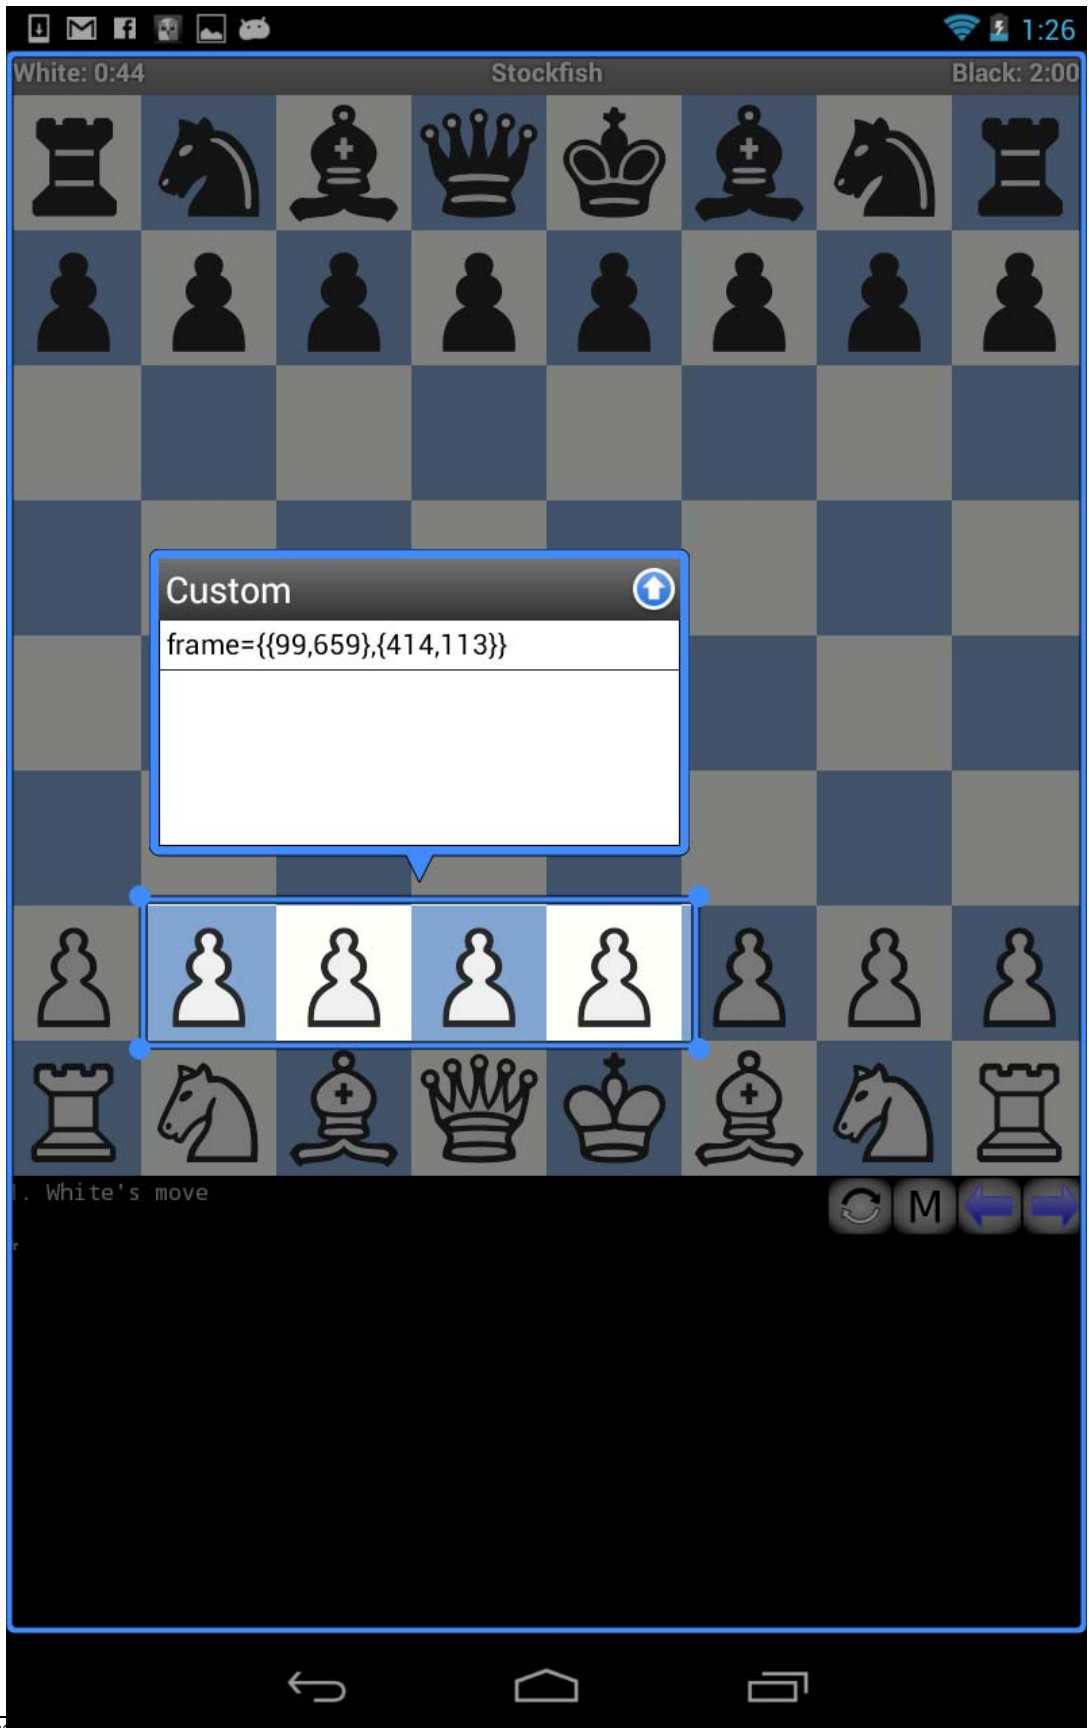 1:26
White: 0:44 Stockfish Black: 2:00
Custom
frame={{99,659},{414,113}}
. White's move
M
*